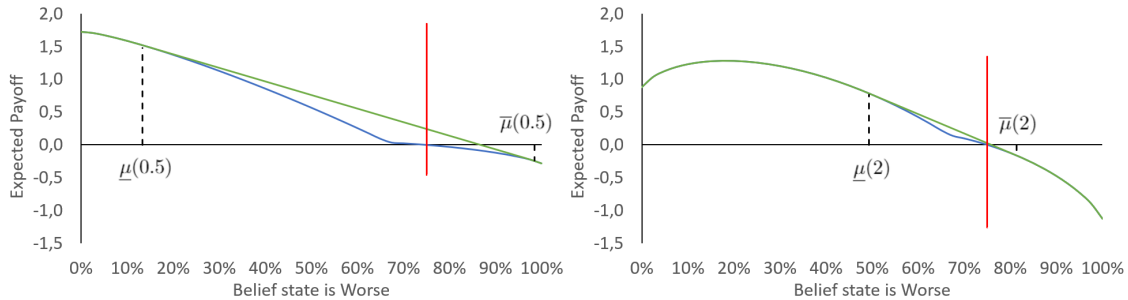 2,0
1,5
1,0
0,5
0,0
-0,5
-1,0
-1,5
Expected Payoff
μ̲(0.5)
μ̅(0.5)
0% 10% 20% 30% 40% 50% 60% 70% 80% 90% 100%
Belief state is Worse
2,0
1,5
1,0
0,5
0,0
-0,5
-1,0
-1,5
Expected Payoff
μ̲(2)
μ̅(2)
0% 10% 20% 30% 40% 50% 60% 70% 80% 90% 100%
Belief state is Worse